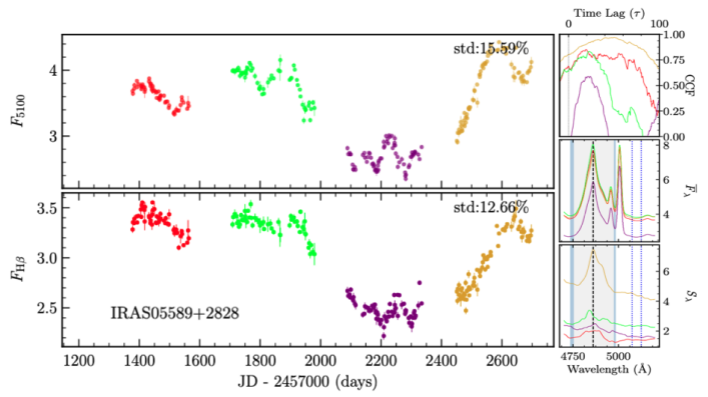 Time Lag (τ)
0 100
std:15.59%
F5100
4
3
1.00
0.75
0.50
0.25
0.00
CCF
8
6
4
F̅λ
std:12.66%
FHβ
3.5
3.0
2.5
IRAS05589+2828
6
4
2
Sλ
1200 1400 1600 1800 2000 2200 2400 2600
4750 5000
JD - 2457000 (days)
Wavelength (Å)